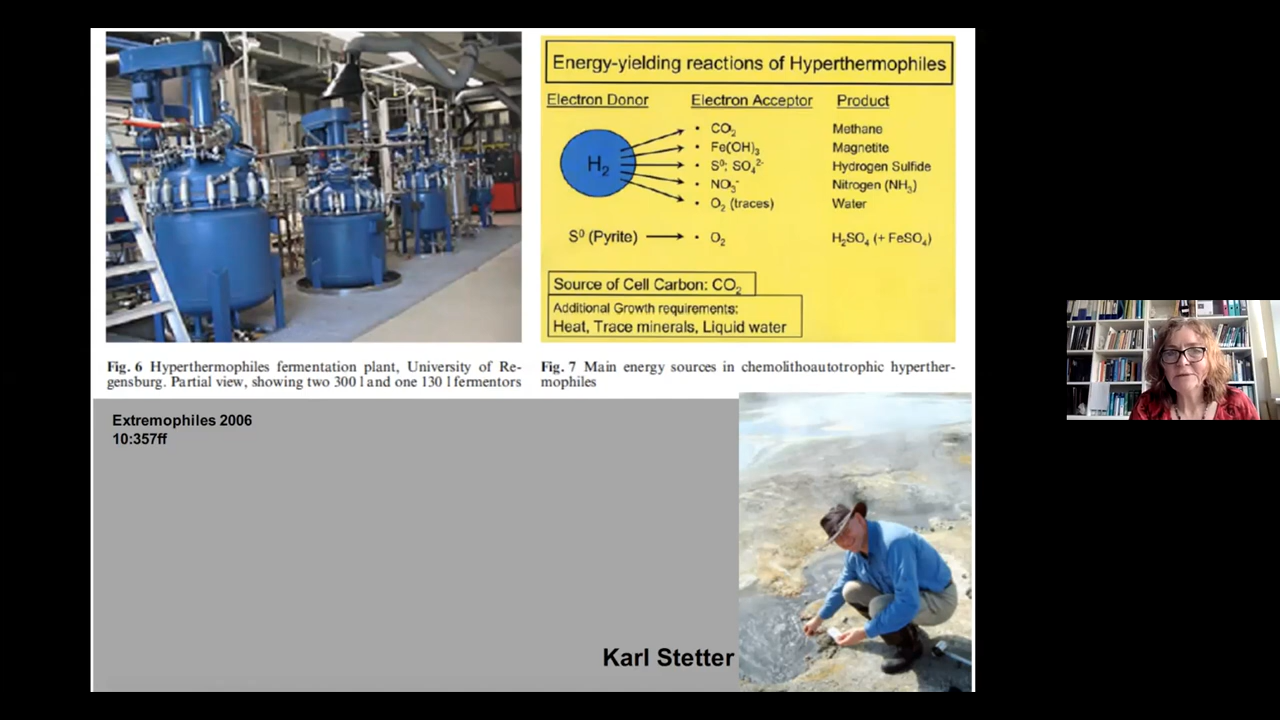 Energy-yielding reactions of Hyperthermophiles
Electron Donor Electron Acceptor Product
H₂
• CO₂ Methane
• Fe(OH)₃ Magnetite
• S⁰; SO₄²⁻ Hydrogen Sulfide
• NO₃⁻ Nitrogen (NH₃)
• O₂ (traces) Water
S⁰ (Pyrite) • O₂ H₂SO₄ (+ FeSO₄)
Source of Cell Carbon: CO₂
Additional Growth requirements:
Heat, Trace minerals, Liquid water
Fig. 6 Hyperthermophiles fermentation plant, University of Re-
gensburg. Partial view, showing two 300 l and one 130 l fermentors
Fig. 7 Main energy sources in chemolithoautotrophic hyperther-
mophiles
Extremophiles 2006
10:357ff
Karl Stetter